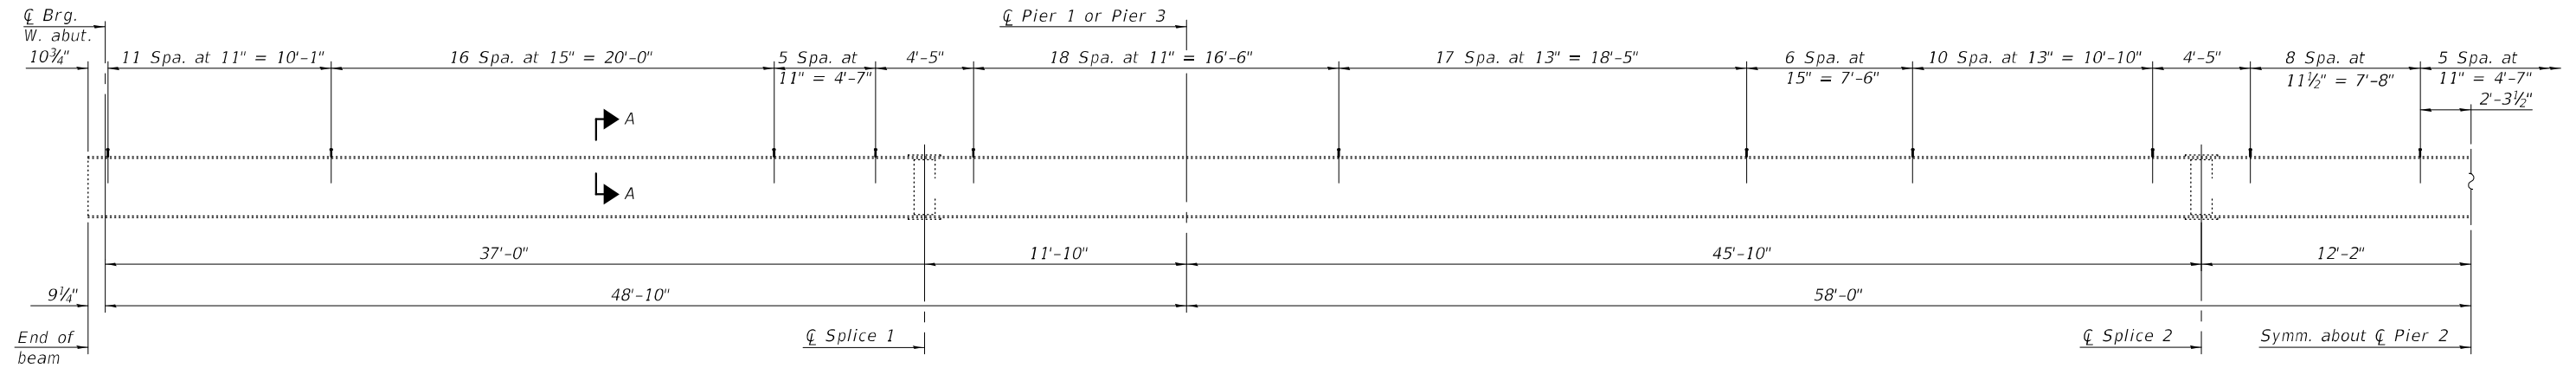 ℄ Brg.
W. abut.
℄ Pier 1 or Pier 3
10¾"
11 Spa. at 11" = 10'-1"
16 Spa. at 15" = 20'-0"
5 Spa. at
11" = 4'-7"
4'-5"
18 Spa. at 11" = 16'-6"
17 Spa. at 13" = 18'-5"
6 Spa. at
15" = 7'-6"
10 Spa. at 13" = 10'-10"
4'-5"
8 Spa. at
11½" = 7'-8"
5 Spa. at
11" = 4'-7"
2'-3½"
A
A
37'-0"
11'-10"
45'-10"
12'-2"
9¼"
48'-10"
58'-0"
End of
beam
℄ Splice 1
℄ Splice 2
Symm. about ℄ Pier 2